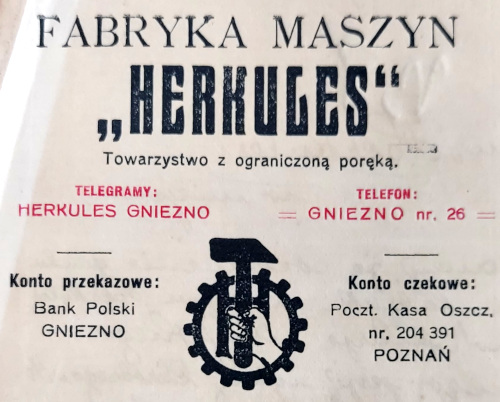 FABRYKA MASZYN
„HERKULES“
Towarzystwo z ograniczoną poręką.
TELEGRAMY:
HERKULES GNIEZNO
TELEFON:
= GNIEZNO nr. 26 =
Konto przekazowe:
Bank Polski
GNIEZNO
Konto czekowe:
Poczt. Kasa Oszcz,
nr. 204 391
POZNAŃ